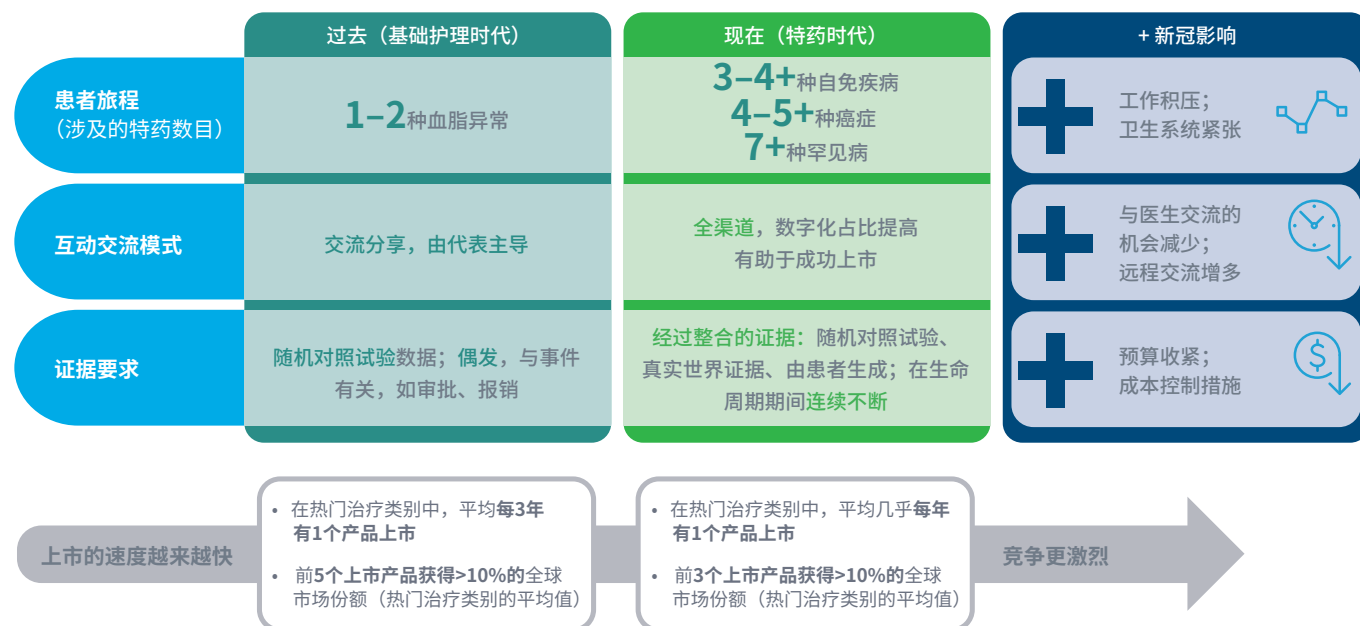 过去（基础护理时代）
现在（特药时代）
+ 新冠影响
患者旅程
（涉及的特药数目）
1–2种血脂异常
3–4+种自免疾病
4–5+种癌症
7+种罕见病
工作积压；
卫生系统紧张
互动交流模式
交流分享，由代表主导
全渠道，数字化占比提高
有助于成功上市
与医生交流的
机会减少；
远程交流增多
证据要求
随机对照试验数据；偶发，与事件
有关，如审批、报销
经过整合的证据：随机对照试验、
真实世界证据、由患者生成；在生命
周期期间连续不断
预算收紧；
成本控制措施
$
上市的速度越来越快
• 在热门治疗类别中，平均每3年
有1个产品上市
• 前5个上市产品获得>10%的全球
市场份额（热门治疗类别的平均值）
• 在热门治疗类别中，平均几乎每年
有1个产品上市
• 前3个上市产品获得>10%的全球
市场份额（热门治疗类别的平均值）
竞争更激烈